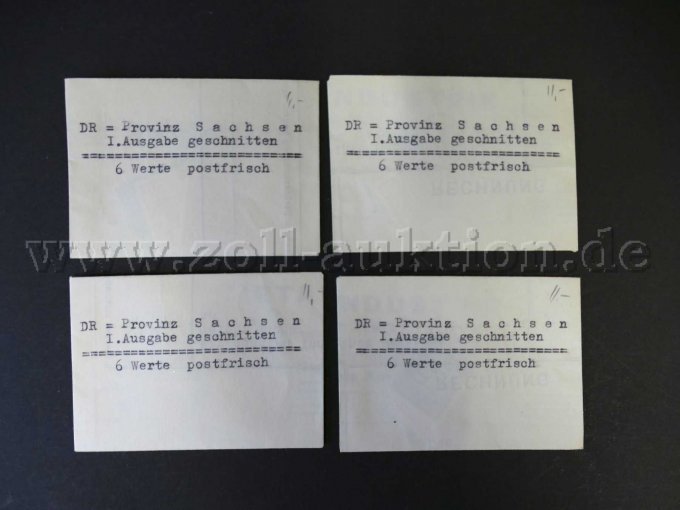 11,-
DR = Provinz Sachsen
I.Ausgabe geschnitten
=============================
6 Werte postfrisch
11,-
DR = Provinz Sachsen
I.Ausgabe geschnitten
=============================
6 Werte postfrisch
RECHNUNG
www.zoll-auktion.de
11,-
DR = Provinz Sachsen
I.Ausgabe geschnitten
=============================
6 Werte postfrisch
11-
DR = Provinz Sachsen
I.Ausgabe geschnitten
=============================
6 Werte postfrisch
RECHNUNG